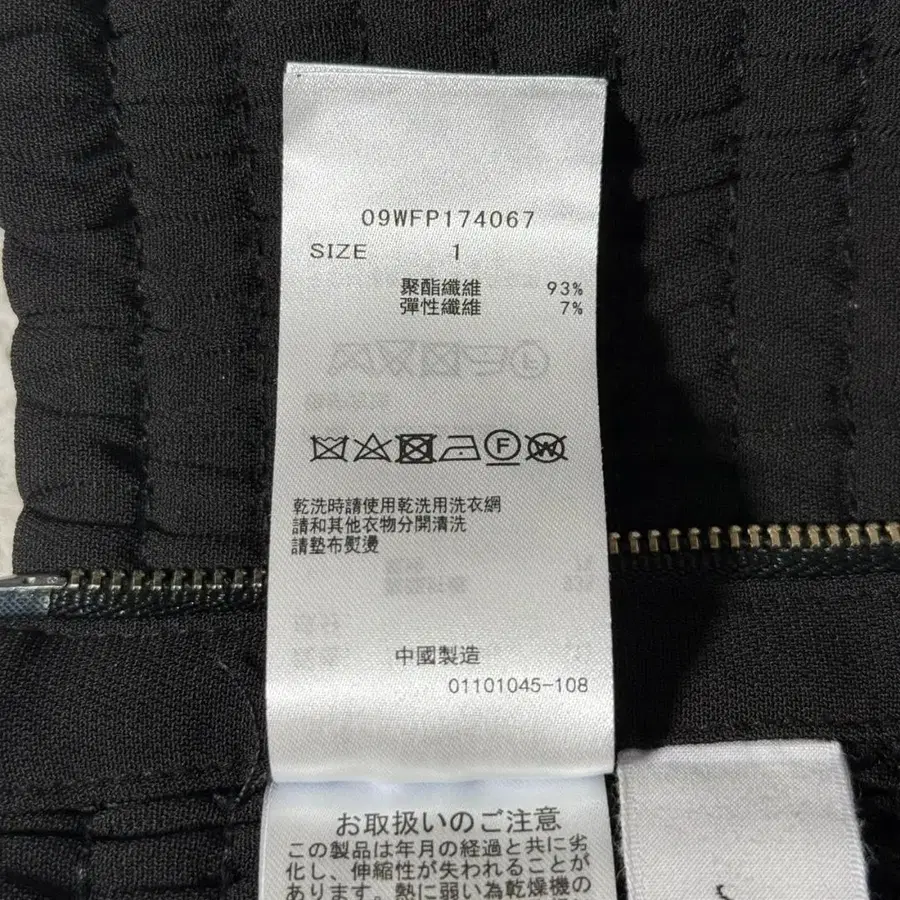 09WFP174067
SIZE 1
聚酯纖維 93%
彈性纖維 7%
F W
乾洗時請使用乾洗用洗衣網
請和其他衣物分開清洗
請墊布熨燙
中國製造
01101045-108
お取扱いのご注意
この製品は年月の経過と共に劣
化し、伸縮性が失われることが
あります。熱に弱い為乾燥機の